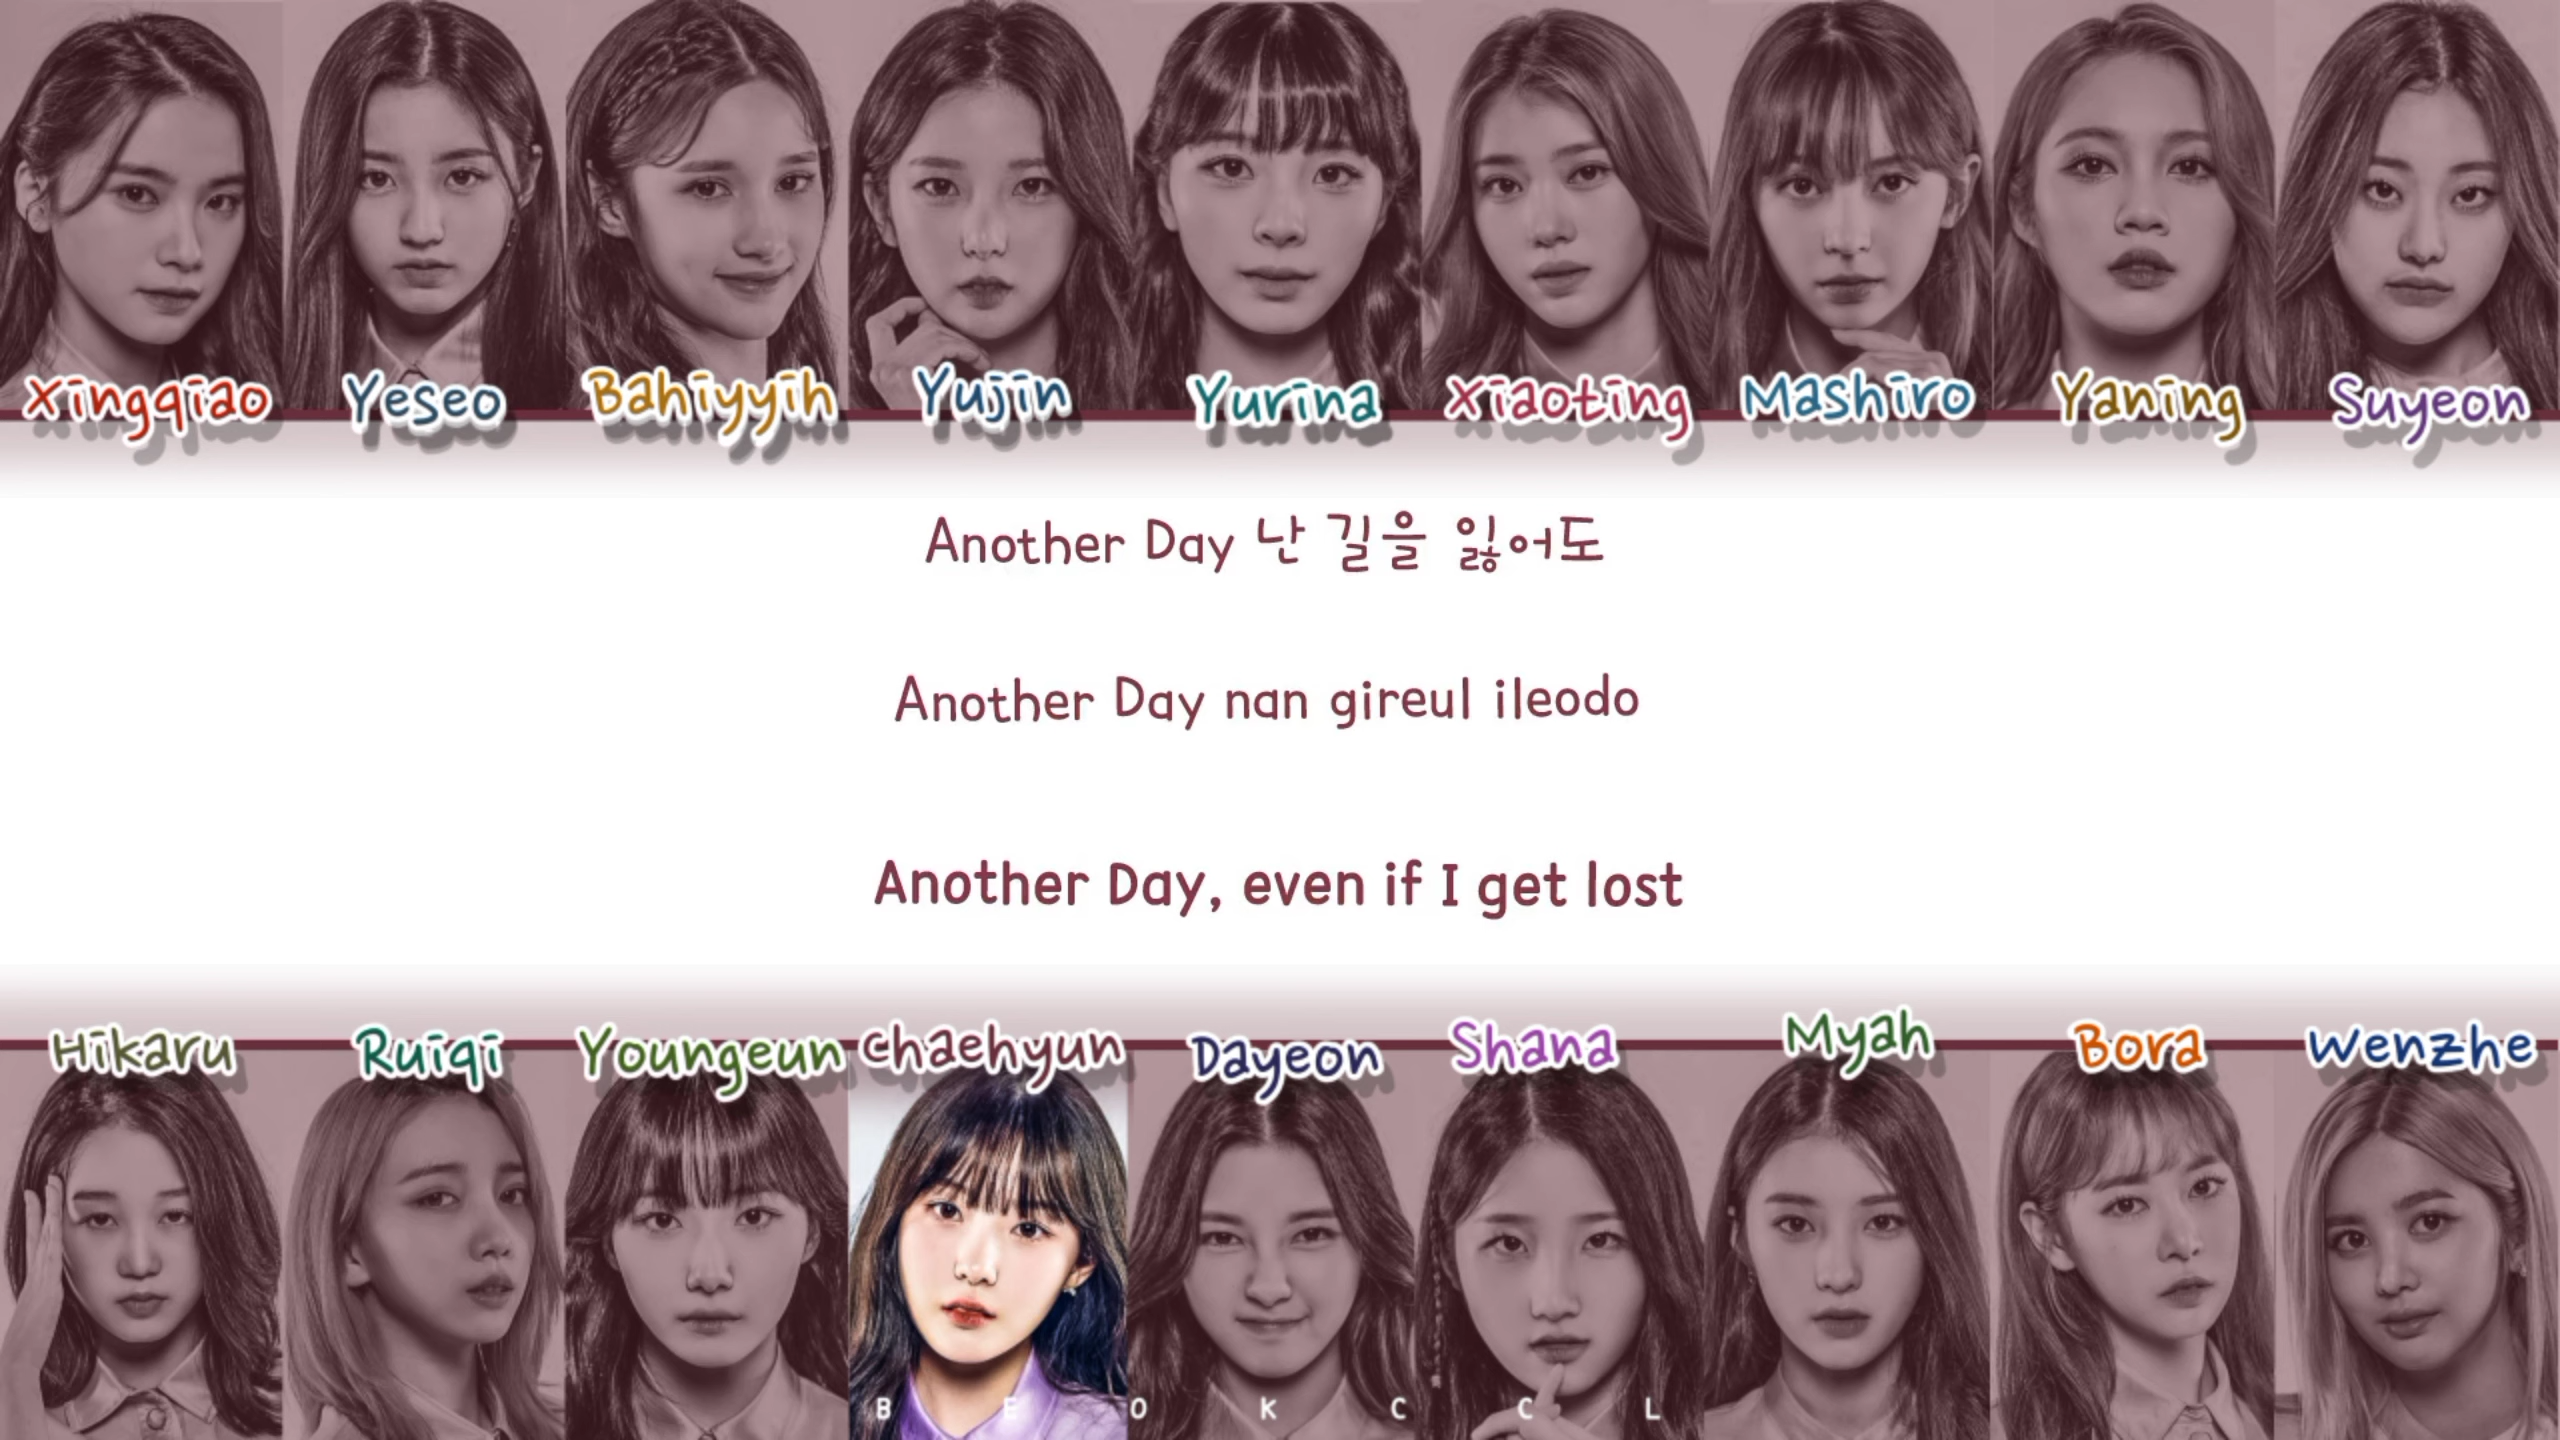 Xingqiao Yeseo Bahiyyih Yujin Yurina Xiaoting Mashiro Yaning Suyeon
Another Day 난 길을 잃어도
Another Day nan gireul ileodo
Another Day, even if I get lost
Hikaru Ruiqi Youngeun Chaehyun Dayeon Shana Myah Bora Wenzhe
B E O K C C L